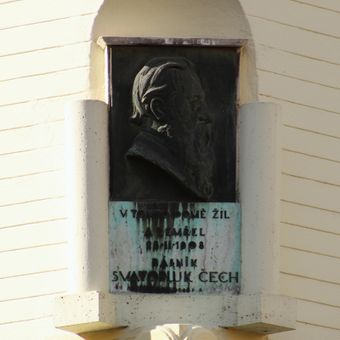 V TOMTO DOMĚ ŽIL
A ZEMŘEL
23·II·1908
BÁSNÍK
SVATOPLUK ČECH